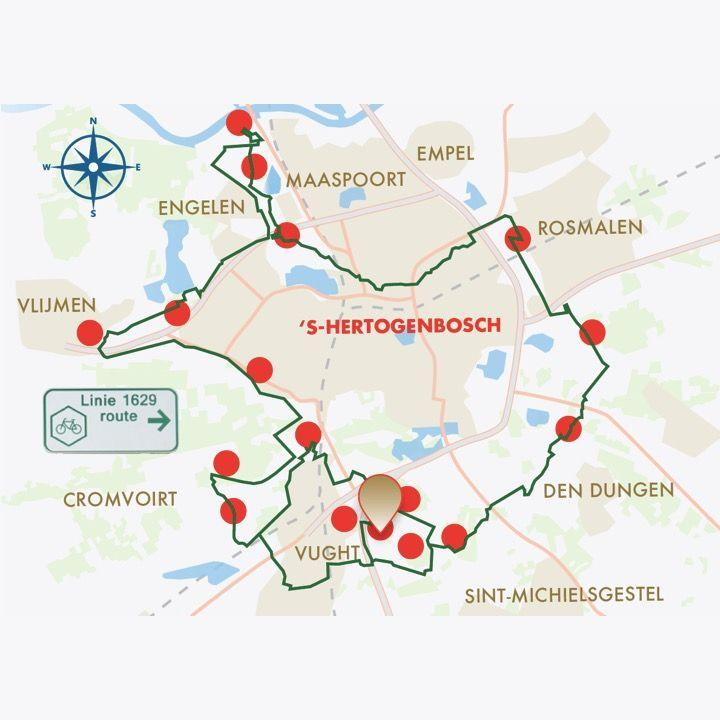 N
W E
S
EMPEL
MAASPOORT
ENGELEN
ROSMALEN
VLIJMEN
'S-HERTOGENBOSCH
Linie 1629
route
CROMVOIRT
DEN DUNGEN
VUGHT
SINT-MICHIELSGESTEL